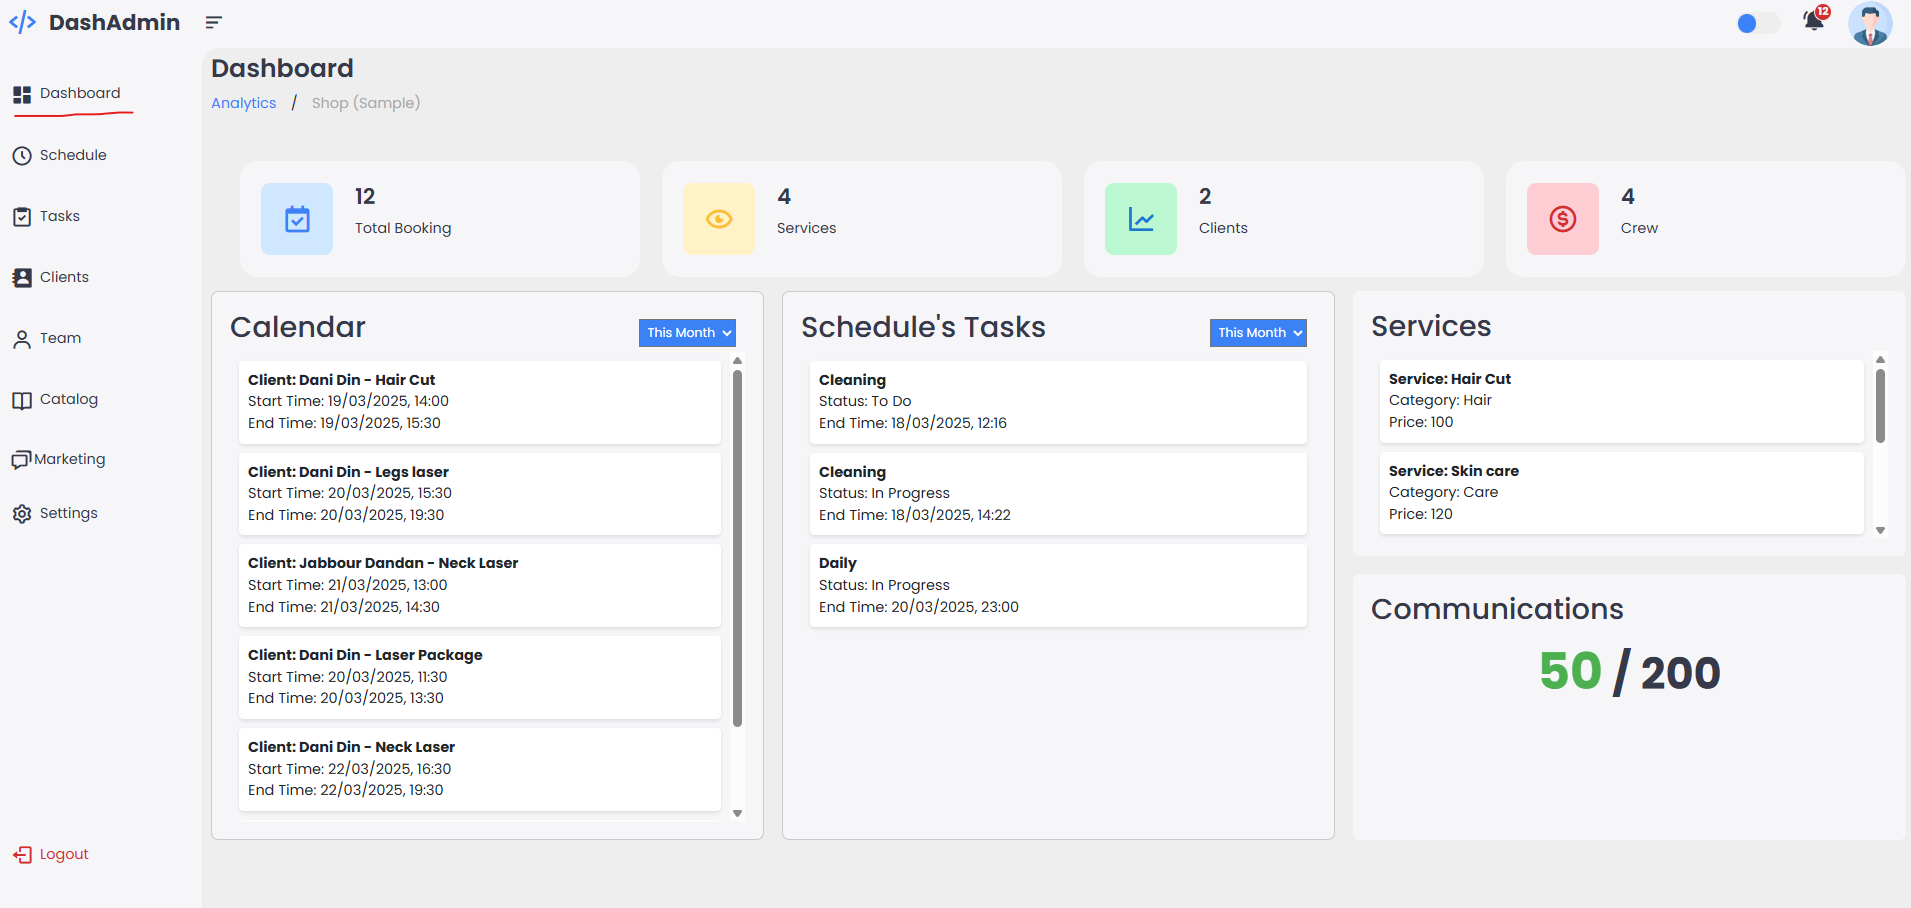 DashAdmin
12
Dashboard
Schedule
Tasks
Clients
Team
Catalog
Marketing
Settings
Logout
Dashboard
Analytics / Shop (Sample)
12
Total Booking
4
Services
2
Clients
4
Crew
Calendar
This Month
Client: Dani Din - Hair Cut
Start Time: 19/03/2025, 14:00
End Time: 19/03/2025, 15:30
Client: Dani Din - Legs laser
Start Time: 20/03/2025, 15:30
End Time: 20/03/2025, 19:30
Client: Jabbour Dandan - Neck Laser
Start Time: 21/03/2025, 13:00
End Time: 21/03/2025, 14:30
Client: Dani Din - Laser Package
Start Time: 20/03/2025, 11:30
End Time: 20/03/2025, 13:30
Client: Dani Din - Neck Laser
Start Time: 22/03/2025, 16:30
End Time: 22/03/2025, 19:30
Schedule's Tasks
This Month
Cleaning
Status: To Do
End Time: 18/03/2025, 12:16
Cleaning
Status: In Progress
End Time: 18/03/2025, 14:22
Daily
Status: In Progress
End Time: 20/03/2025, 23:00
Services
Service: Hair Cut
Category: Hair
Price: 100
Service: Skin care
Category: Care
Price: 120
Communications
50 / 200